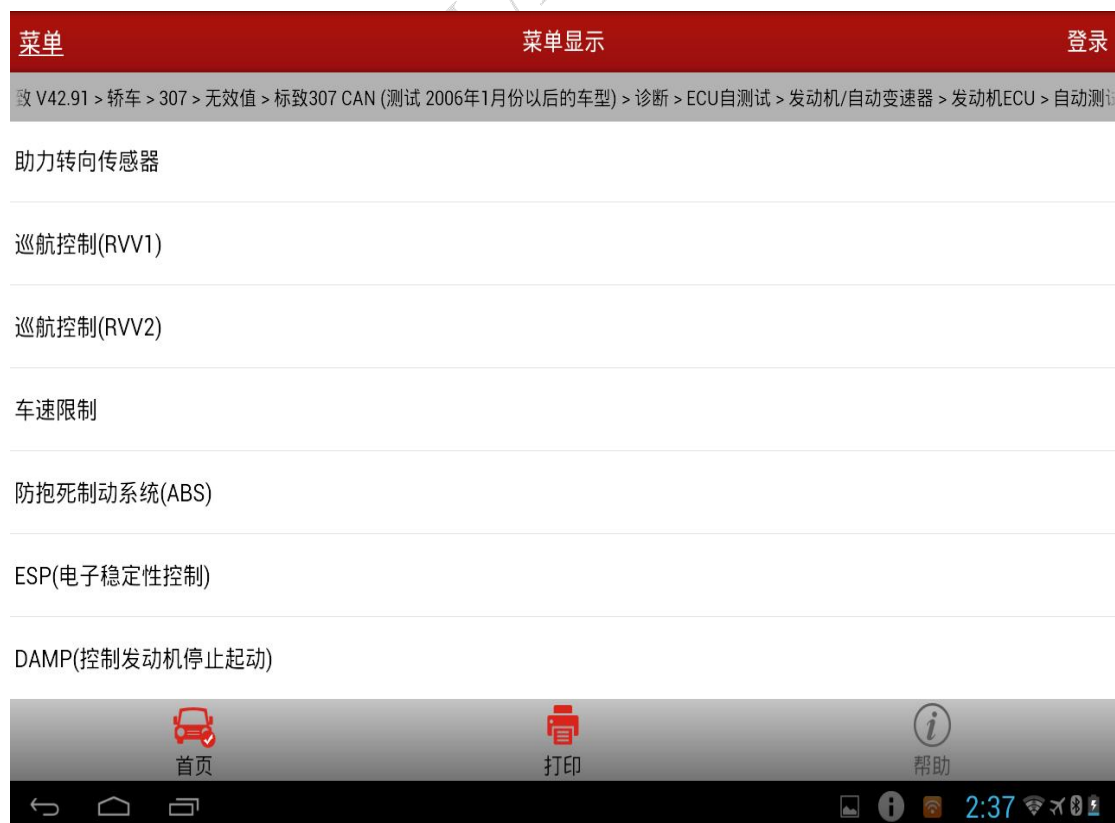 菜单 菜单显示 登录
致 V42.91 > 轿车 > 307 > 无效值 > 标致307 CAN (测试 2006年1月份以后的车型) > 诊断 > ECU自测试 > 发动机/自动变速器 > 发动机ECU > 自动测试
助力转向传感器
巡航控制(RVV1)
巡航控制(RVV2)
车速限制
防抱死制动系统(ABS)
ESP(电子稳定性控制)
DAMP(控制发动机停止起动)
首页 打印 帮助
2:37